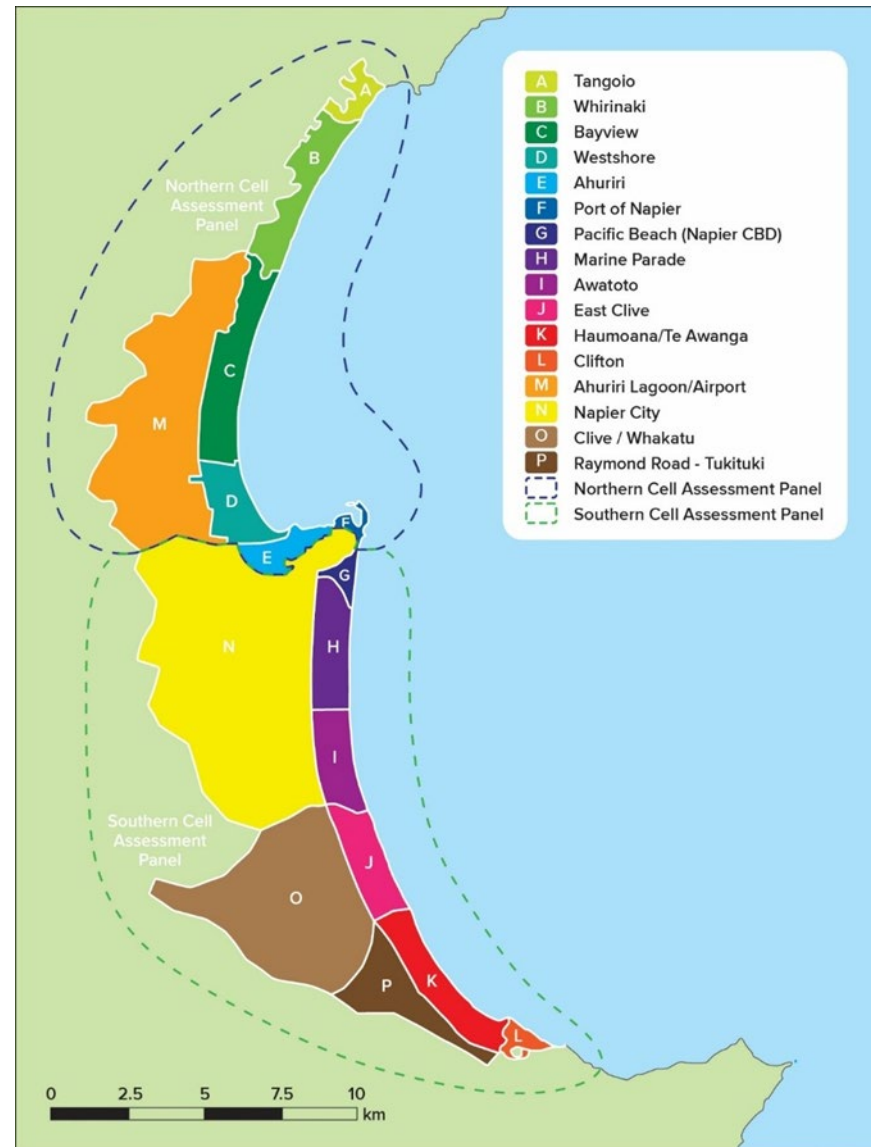 A
B
Northern Cell
Assessment
Panel
C
M
D
E
F
G
N
H
I
Southern Cell
Assessment
Panel
J
O
K
P
L
A Tangoio
B Whirinaki
C Bayview
D Westshore
E Ahuriri
F Port of Napier
G Pacific Beach (Napier CBD)
H Marine Parade
I Awatoto
J East Clive
K Haumoana/Te Awanga
L Clifton
M Ahuriri Lagoon/Airport
N Napier City
O Clive / Whakatu
P Raymond Road - Tukituki
Northern Cell Assessment Panel
Southern Cell Assessment Panel
0 2.5 5 7.5 10
km